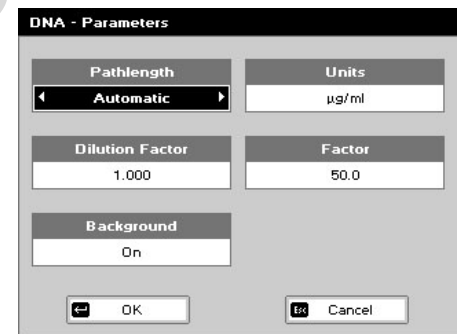 DNA - Parameters
Pathlength
Units
Automatic
µg/ml
Dilution Factor
Factor
1.000
50.0
Background
On
OK
Esc Cancel